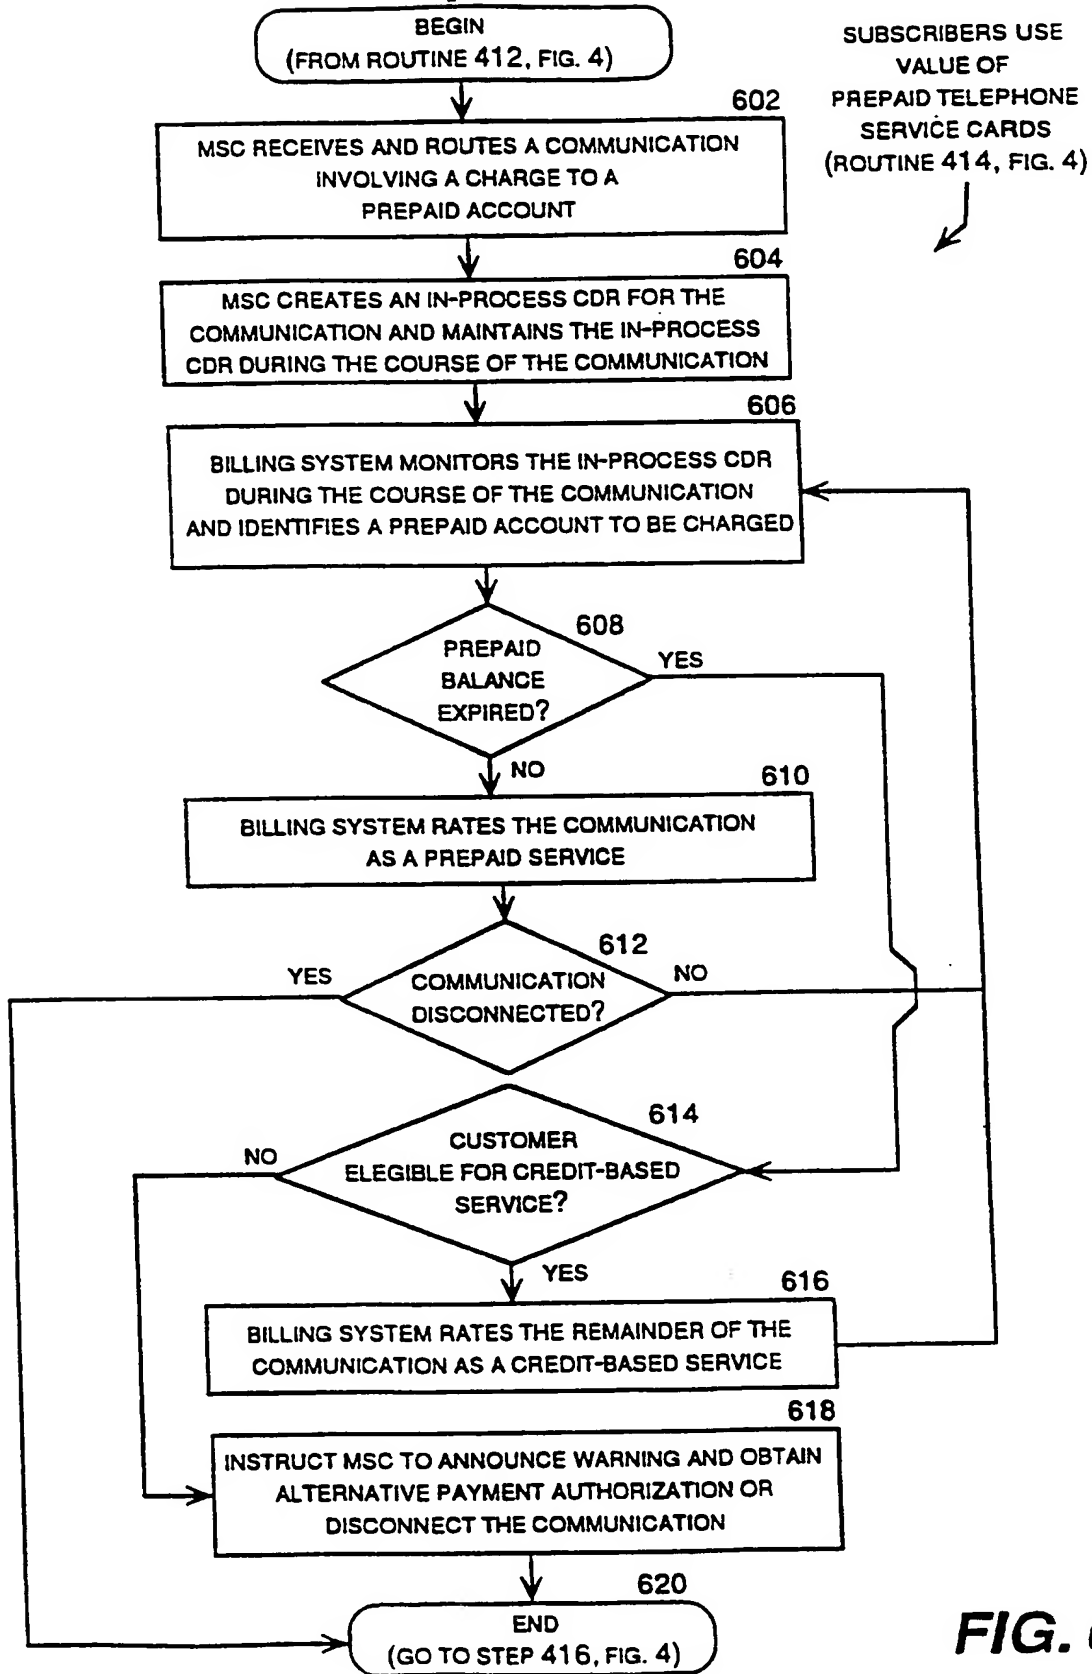 BEGIN
(FROM ROUTINE 412, FIG. 4)
SUBSCRIBERS USE
VALUE OF
PREPAID TELEPHONE
SERVICE CARDS
(ROUTINE 414, FIG. 4)
602
MSC RECEIVES AND ROUTES A COMMUNICATION
INVOLVING A CHARGE TO A
PREPAID ACCOUNT
604
MSC CREATES AN IN-PROCESS CDR FOR THE
COMMUNICATION AND MAINTAINS THE IN-PROCESS
CDR DURING THE COURSE OF THE COMMUNICATION
606
BILLING SYSTEM MONITORS THE IN-PROCESS CDR
DURING THE COURSE OF THE COMMUNICATION
AND IDENTIFIES A PREPAID ACCOUNT TO BE CHARGED
608
PREPAID
BALANCE
EXPIRED?
YES
NO
610
BILLING SYSTEM RATES THE COMMUNICATION
AS A PREPAID SERVICE
612
YES
COMMUNICATION
DISCONNECTED?
NO
614
CUSTOMER
ELEGIBLE FOR CREDIT-BASED
SERVICE?
NO
YES
616
BILLING SYSTEM RATES THE REMAINDER OF THE
COMMUNICATION AS A CREDIT-BASED SERVICE
618
INSTRUCT MSC TO ANNOUNCE WARNING AND OBTAIN
ALTERNATIVE PAYMENT AUTHORIZATION OR
DISCONNECT THE COMMUNICATION
620
END
(GO TO STEP 416, FIG. 4)
FIG.